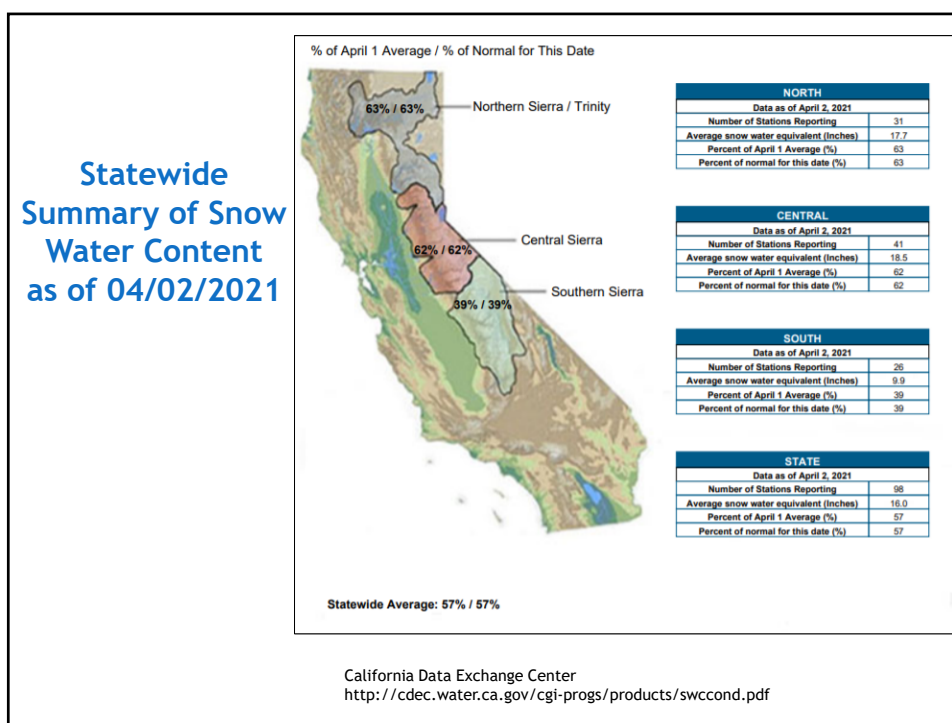 Statewide
Summary of Snow
Water Content
as of 04/02/2021
% of April 1 Average / % of Normal for This Date
63% / 63%
Northern Sierra / Trinity
62% / 62%
Central Sierra
39% / 39%
Southern Sierra
NORTH
Data as of April 2, 2021
Number of Stations Reporting 31
Average snow water equivalent (Inches) 17.7
Percent of April 1 Average (%) 63
Percent of normal for this date (%) 63
CENTRAL
Data as of April 2, 2021
Number of Stations Reporting 41
Average snow water equivalent (Inches) 18.5
Percent of April 1 Average (%) 62
Percent of normal for this date (%) 62
SOUTH
Data as of April 2, 2021
Number of Stations Reporting 26
Average snow water equivalent (Inches) 9.9
Percent of April 1 Average (%) 39
Percent of normal for this date (%) 39
STATE
Data as of April 2, 2021
Number of Stations Reporting 98
Average snow water equivalent (Inches) 16.0
Percent of April 1 Average (%) 57
Percent of normal for this date (%) 57
Statewide Average: 57% / 57%
California Data Exchange Center
http://cdec.water.ca.gov/cgi-progs/products/swccond.pdf